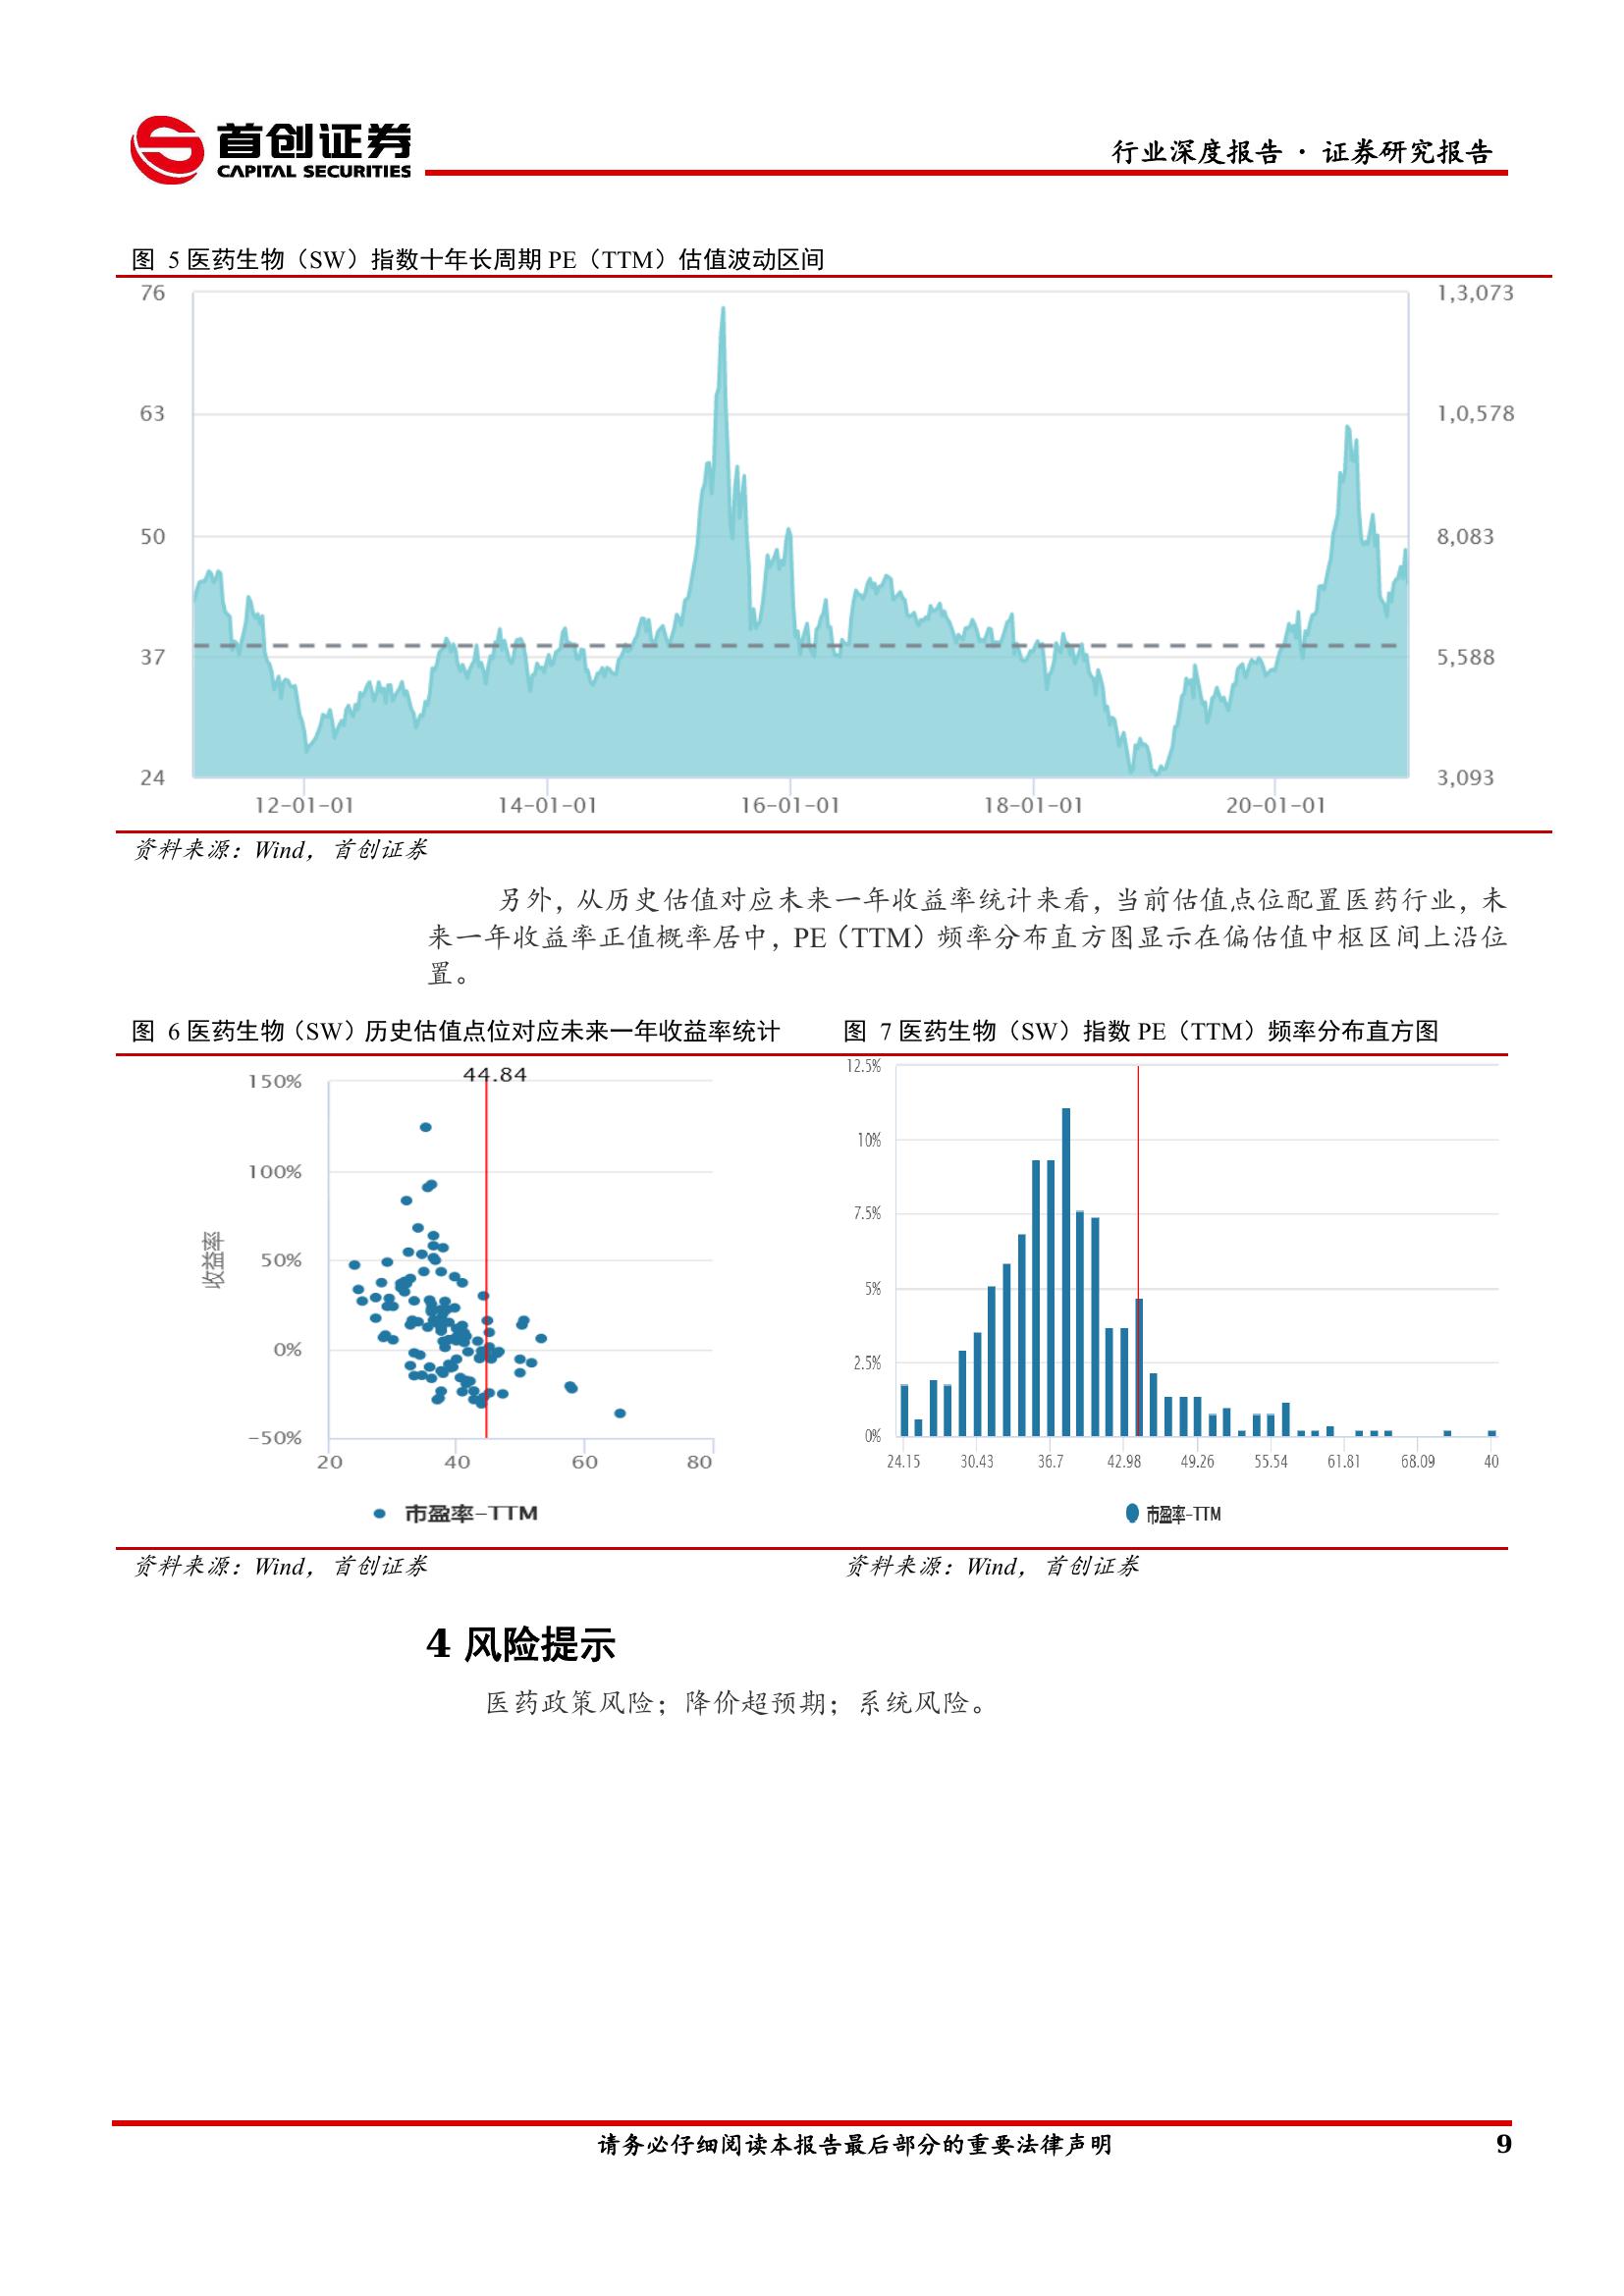 首创证券
CAPITAL SECURITIES
行业深度报告 · 证券研究报告
图 5 医药生物（SW）指数十年长周期 PE（TTM）估值波动区间
76
63
50
37
24
1,3,073
1,0,578
8,083
5,588
3,093
12-01-01 14-01-01 16-01-01 18-01-01 20-01-01
资料来源：Wind，首创证券
另外，从历史估值对应未来一年收益率统计来看，当前估值点位配置医药行业，未
来一年收益率正值概率居中，PE（TTM）频率分布直方图显示在偏估值中枢区间上沿位
置。
图 6 医药生物（SW）历史估值点位对应未来一年收益率统计
44.84
150%
100%
50%
0%
-50%
收益率
20 40 60 80
市盈率-TTM
资料来源：Wind，首创证券
图 7 医药生物（SW）指数 PE（TTM）频率分布直方图
12.5%
10%
7.5%
5%
2.5%
0%
24.15 30.43 36.7 42.98 49.26 55.54 61.81 68.09 40
市盈率-TTM
资料来源：Wind，首创证券
4 风险提示
医药政策风险；降价超预期；系统风险。
请务必仔细阅读本报告最后部分的重要法律声明
9